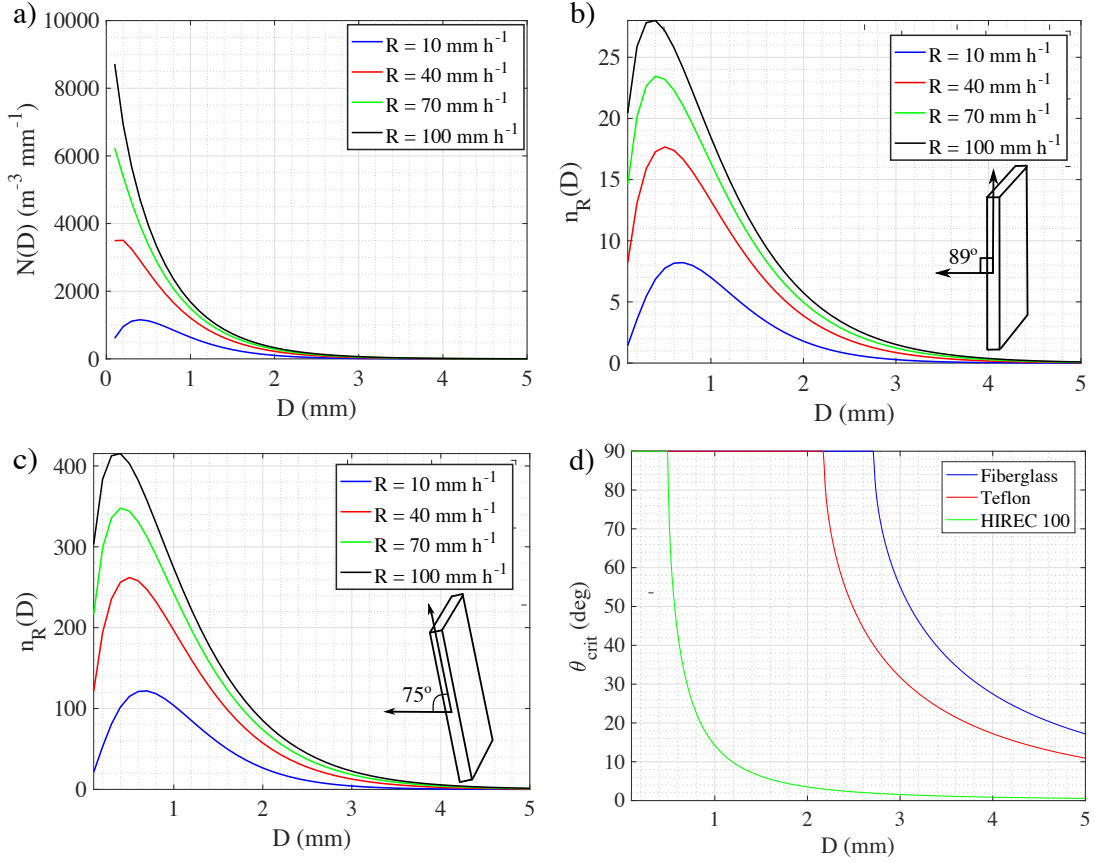 a)
10000
8000
6000
4000
2000
0
N(D) (m⁻³ mm⁻¹)
R = 10 mm h⁻¹
R = 40 mm h⁻¹
R = 70 mm h⁻¹
R = 100 mm h⁻¹
0 1 2 3 4 5
D (mm)
b)
25
20
15
10
5
0
n_R(D)
R = 10 mm h⁻¹
R = 40 mm h⁻¹
R = 70 mm h⁻¹
R = 100 mm h⁻¹
89º
1 2 3 4 5
D (mm)
c)
400
300
200
100
0
n_R(D)
R = 10 mm h⁻¹
R = 40 mm h⁻¹
R = 70 mm h⁻¹
R = 100 mm h⁻¹
75º
1 2 3 4 5
D (mm)
d)
90
80
70
60
50
40
30
20
10
0
θ_crit (deg)
Fiberglass
Teflon
HIREC 100
1 2 3 4 5
D (mm)